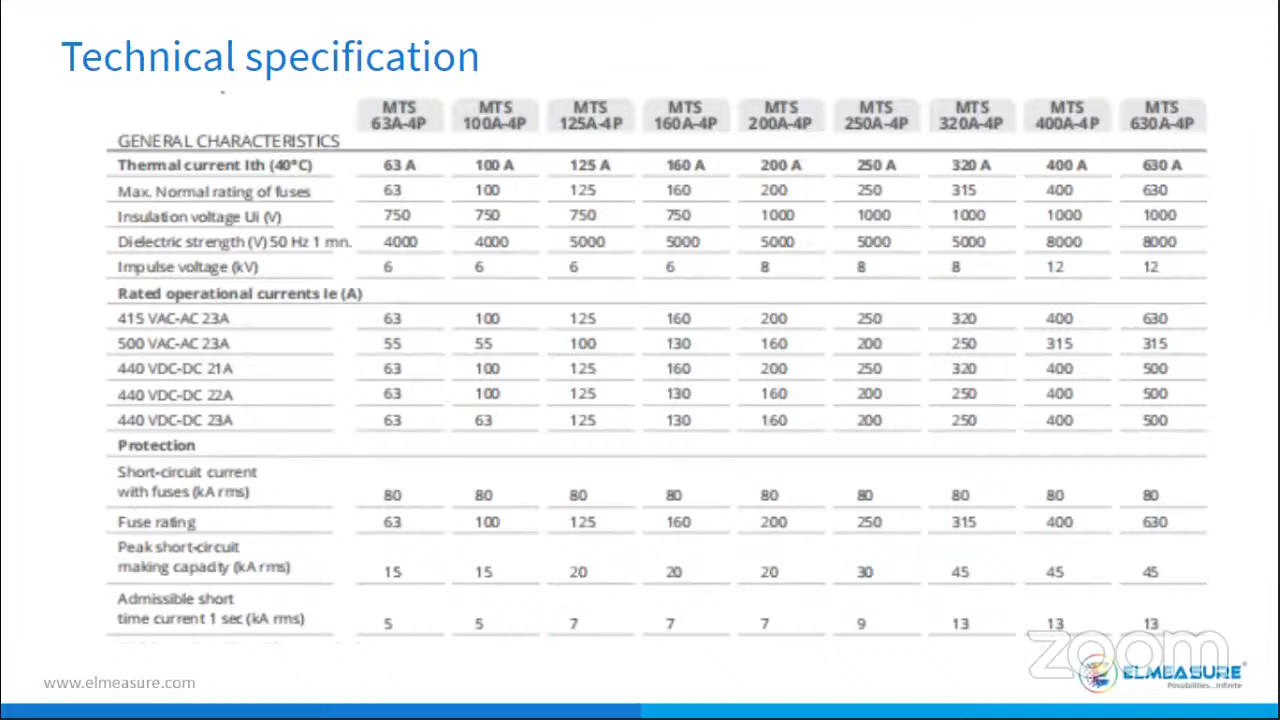 Technical specification
MTS 63A-4P MTS 100A-4P MTS 125A-4P MTS 160A-4P MTS 200A-4P MTS 250A-4P MTS 320A-4P MTS 400A-4P MTS 630A-4P
GENERAL CHARACTERISTICS
Thermal current Ith (40°C) 63 A 100 A 125 A 160 A 200 A 250 A 320 A 400 A 630 A
Max. Normal rating of fuses 63 100 125 160 200 250 315 400 630
Insulation voltage Ui (V) 750 750 750 750 1000 1000 1000 1000 1000
Dielectric strength (V) 50 Hz 1 mn. 4000 4000 5000 5000 5000 5000 5000 8000 8000
Impulse voltage (kV) 6 6 6 6 8 8 8 12 12
Rated operational currents Ie (A)
415 VAC-AC 23A 63 100 125 160 200 250 320 400 630
500 VAC-AC 23A 55 55 100 130 160 200 250 315 315
440 VDC-DC 21A 63 100 125 160 200 250 320 400 500
440 VDC-DC 22A 63 100 125 130 160 200 250 400 500
440 VDC-DC 23A 63 63 125 130 160 200 250 400 500
Protection
Short-circuit current
with fuses (kA rms) 80 80 80 80 80 80 80 80 80
Fuse rating 63 100 125 160 200 250 315 400 630
Peak short-circuit
making capacity (kA rms) 15 15 20 20 20 30 45 45 45
Admissible short
time current 1 sec (kA rms) 5 5 7 7 7 9 13 13 13
zoom
www.elmeasure.com
ELMEASURE®
Possibilities...Infinite